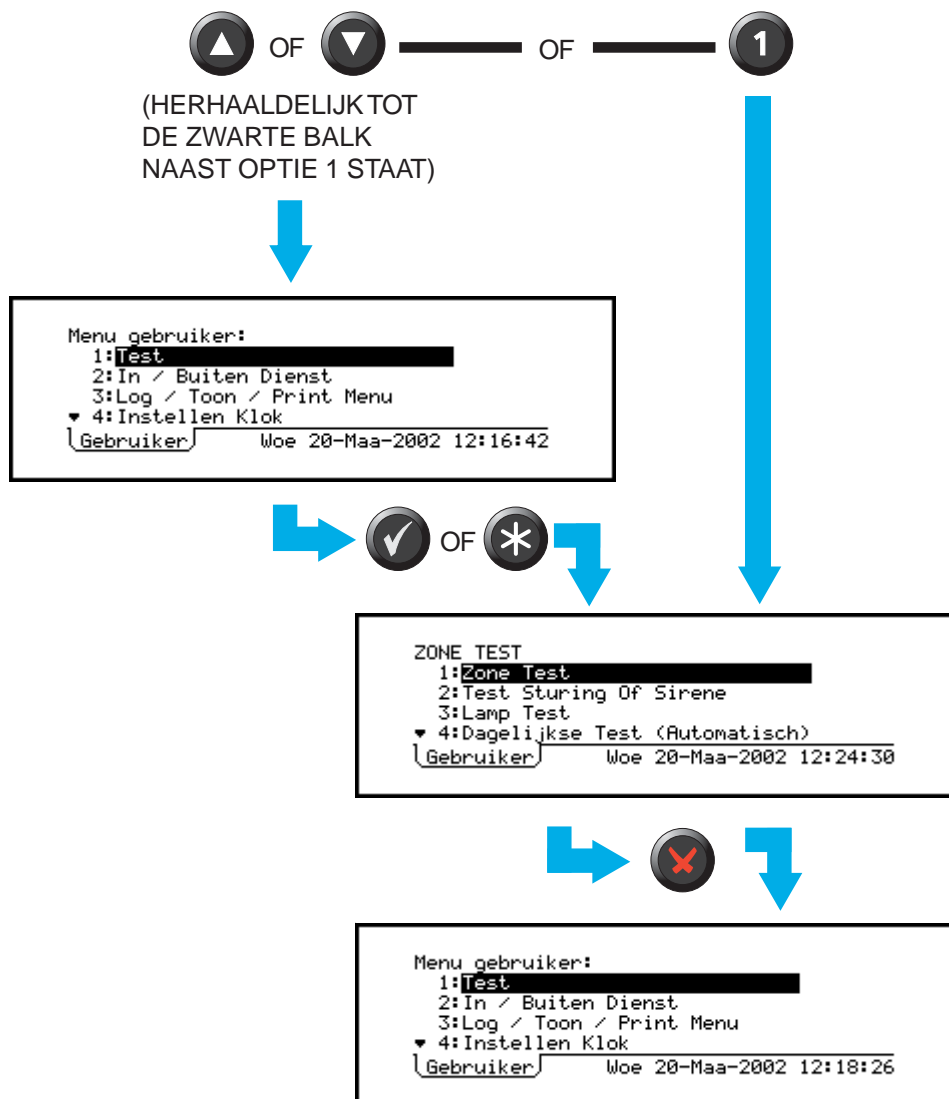 OF OF 1
(HERHAALDELIJK TOT
DE ZWARTE BALK
NAAST OPTIE 1 STAAT)
Menu gebruiker:
1:Test
2:In / Buiten Dienst
3:Log / Toon / Print Menu
▾ 4:Instellen Klok
Gebruiker Woe 20-Maa-2002 12:16:42
OF
ZONE TEST
1:Zone Test
2:Test Sturing Of Sirene
3:Lamp Test
▾ 4:Dagelijkse Test (Automatisch)
Gebruiker Woe 20-Maa-2002 12:24:30
Menu gebruiker:
1:Test
2:In / Buiten Dienst
3:Log / Toon / Print Menu
▾ 4:Instellen Klok
Gebruiker Woe 20-Maa-2002 12:18:26